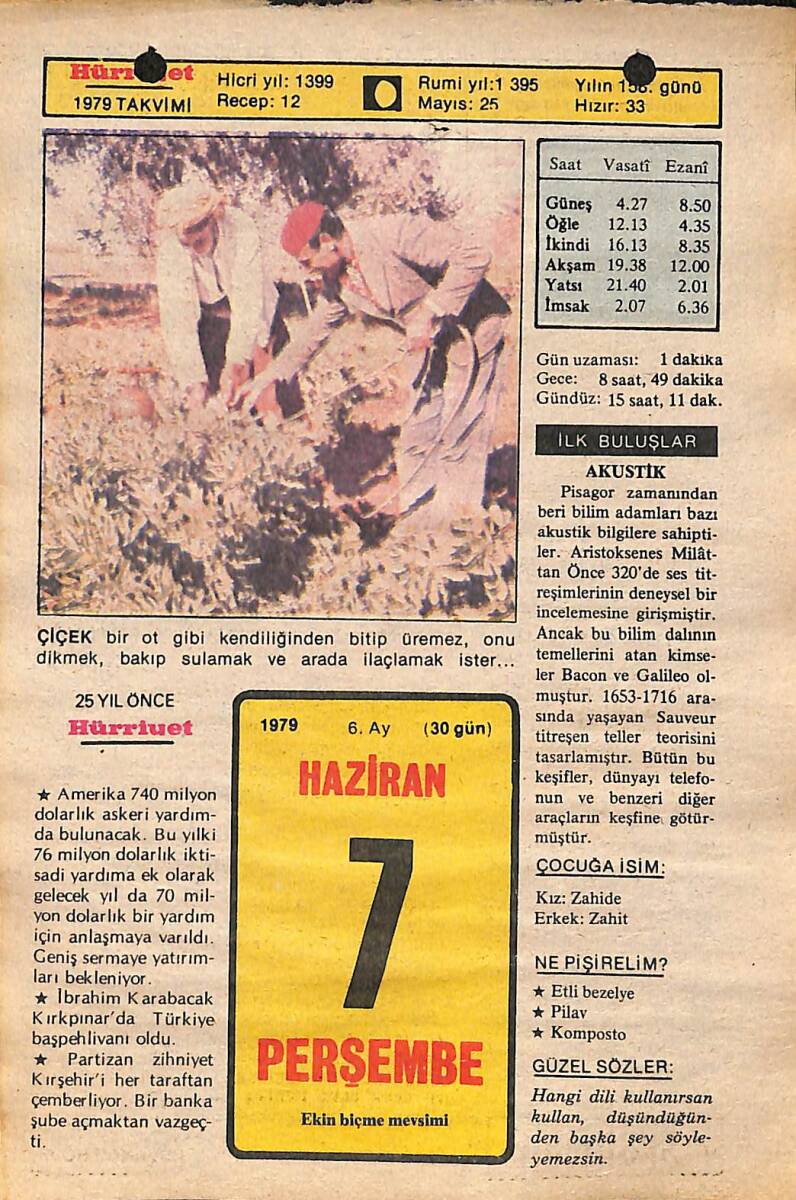 Hür
et
1979 TAKVİMİ
Hicri yıl: 1399
Recep: 12
Rumi yıl:1 395
Mayıs: 25
Yılın 158. günü
Hızır: 33
Saat Vasatî Ezanî
Güneş 4.27 8.50
Öğle 12.13 4.35
İkindi 16.13 8.35
Akşam 19.38 12.00
Yatsı 21.40 2.01
İmsak 2.07 6.36
Gün uzaması: 1 dakika
Gece: 8 saat, 49 dakika
Gündüz: 15 saat, 11 dak.
İLK BULUŞLAR
AKUSTİK
Pisagor zamanından
beri bilim adamları bazı
akustik bilgilere sahipti-
ler. Aristoksenes Milât-
tan Önce 320'de ses tit-
reşimlerinin deneysel bir
incelemesine girişmiştir.
Ancak bu bilim dalının
temellerini atan kimse-
ler Bacon ve Galileo ol-
muştur. 1653-1716 ara-
sında yaşayan Sauveur
titreşen teller teorisini
tasarlamıştır. Bütün bu
keşifler, dünyayı telefo-
nun ve benzeri diğer
araçların keşfine götür-
müştür.
ÇOCUĞA İSİM:
Kız: Zahide
Erkek: Zahit
NE PİŞİRELİM?
★ Etli bezelye
★ Pilav
★ Komposto
GÜZEL SÖZLER:
Hangi dili kullanırsan
kullan, düşündüğün-
den başka şey söyle-
yemezsin.
ÇİÇEK bir ot gibi kendiliğinden bitip üremez, onu
dikmek, bakıp sulamak ve arada ilaçlamak ister...
25 YIL ÖNCE
Hürriyet
★ Amerika 740 milyon
dolarlık askeri yardım-
da bulunacak. Bu yılki
76 milyon dolarlık ikti-
sadi yardıma ek olarak
gelecek yıl da 70 mil-
yon dolarlık bir yardım
için anlaşmaya varıldı.
Geniş sermaye yatırım-
ları bekleniyor.
★ İbrahim Karabacak
Kırkpınar'da Türkiye
başpehlivanı oldu.
★ Partizan zihniyet
Kırşehir'i her taraftan
çemberliyor. Bir banka
şube açmaktan vazgeç-
ti.
1979 6. Ay (30 gün)
HAZİRAN
7
PERŞEMBE
Ekin biçme mevsimi